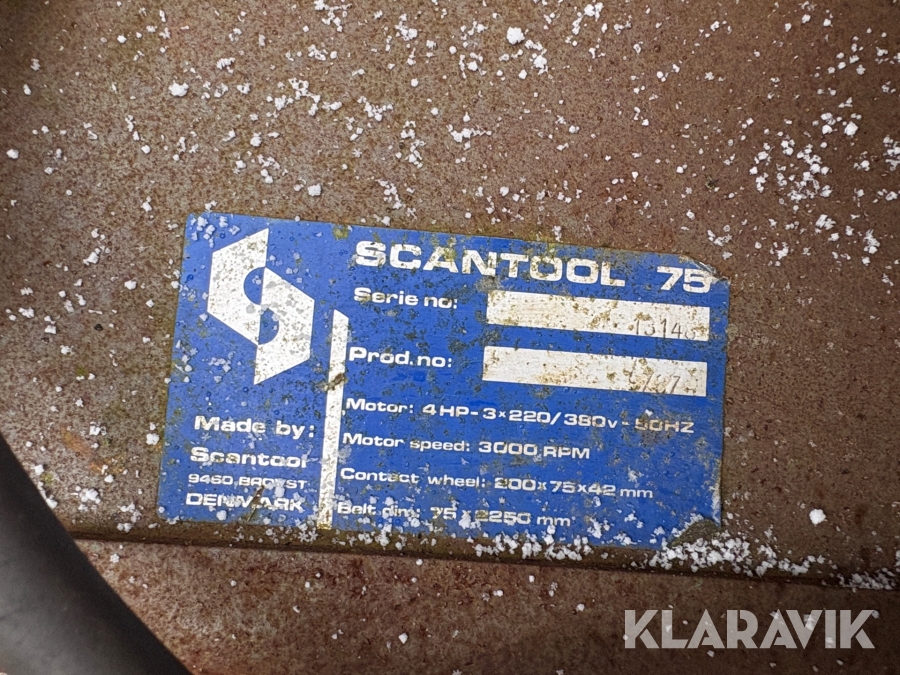 SCANTOOL 75
Serie no: 13146
Prod. no:
Motor: 4 HP - 3 × 220/380v - 50HZ
Motor speed: 3000 RPM
Contact wheel: 200 x 75 x 42 mm
Belt dim: 75 x 2250 mm
Made by:
Scantool
9460 BROVST
DENMARK
KLARAVIK